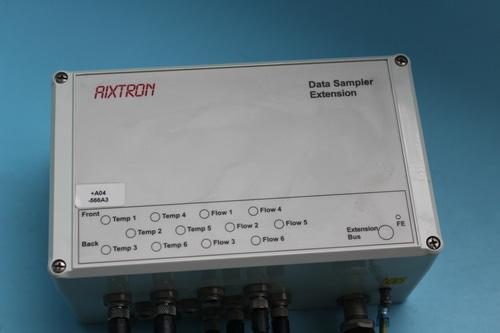 AIXTRON
Data Sampler
Extension
+A04
-566A3
Front Temp 1 Temp 4 Flow 1 Flow 4
Temp 2 Temp 5 Flow 2 Flow 5
Back Temp 3 Temp 6 Flow 3 Flow 6
Extension
Bus
FE